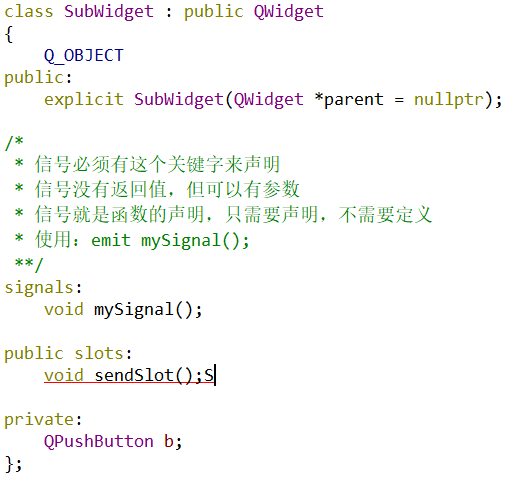 class SubWidget : public QWidget
{
    Q_OBJECT
public:
    explicit SubWidget(QWidget *parent = nullptr);

/*
 * 信号必须有这个关键字来声明
 * 信号没有返回值，但可以有参数
 * 信号就是函数的声明，只需要声明，不需要定义
 * 使用：emit mySignal();
 **/
signals:
    void mySignal();

public slots:
    void sendSlot();S

private:
    QPushButton b;
};